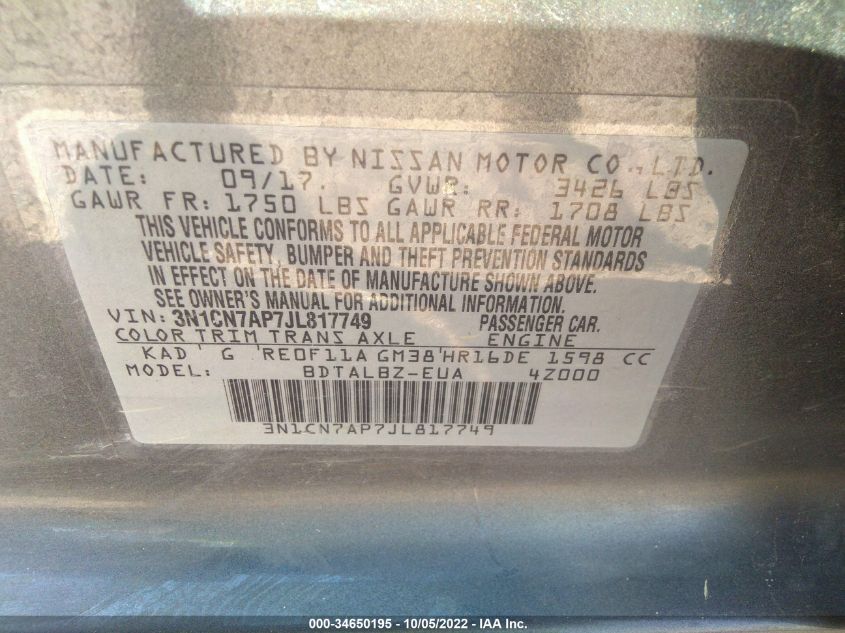 MANUFACTURED BY NISSAN MOTOR CO., LTD.
DATE: 09/17. GVWR: 3426 LBS
GAWR FR: 1750 LBS GAWR RR: 1708 LBS
THIS VEHICLE CONFORMS TO ALL APPLICABLE FEDERAL MOTOR
VEHICLE SAFETY, BUMPER AND THEFT PREVENTION STANDARDS
IN EFFECT ON THE DATE OF MANUFACTURE SHOWN ABOVE.
SEE OWNER'S MANUAL FOR ADDITIONAL INFORMATION.
VIN: 3N1CN7AP7JL817749 PASSENGER CAR.
COLOR TRIM TRANS AXLE ENGINE
KAD G RE0F11A GM38 HR16DE 1598 CC
MODEL: BDTALBZ-EUA 4Z000
3N1CN7AP7JL817749
000-34650195 - 10/05/2022 - IAA Inc.